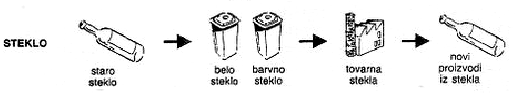 STEKLO
staro
steklo
belo
steklo
barvno
steklo
tovarna
stekla
novi
proizvodi
iz stekla